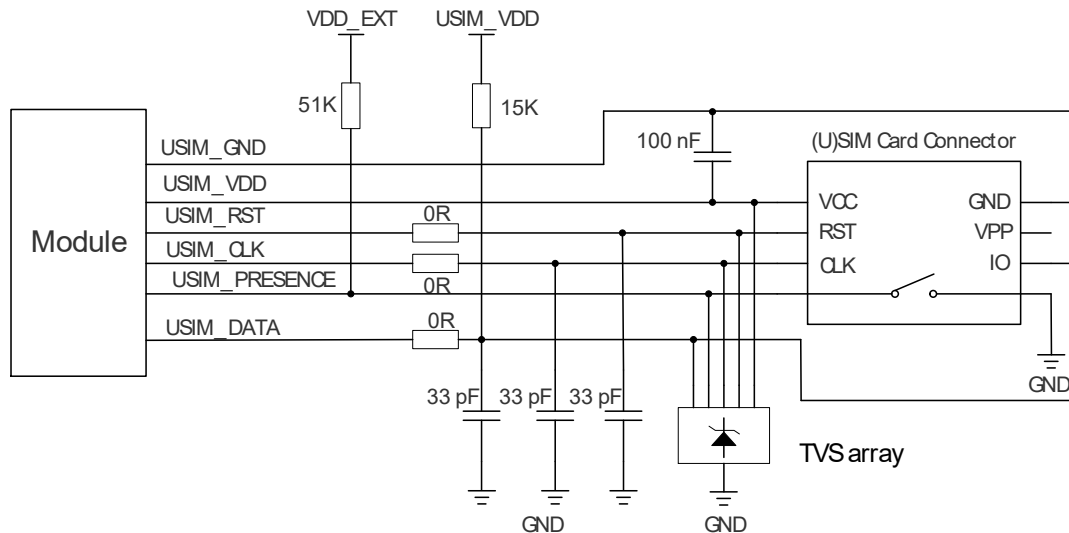 VDD_EXT
USIM_VDD
51K
15K
100 nF
(U)SIM Card Connector
Module
USIM_GND
USIM_VDD
USIM_RST
0R
USIM_CLK
USIM_PRESENCE
0R
USIM_DATA
0R
VCC
GND
RST
VPP
CLK
IO
GND
33 pF
33 pF
33 pF
TVS array
GND
GND